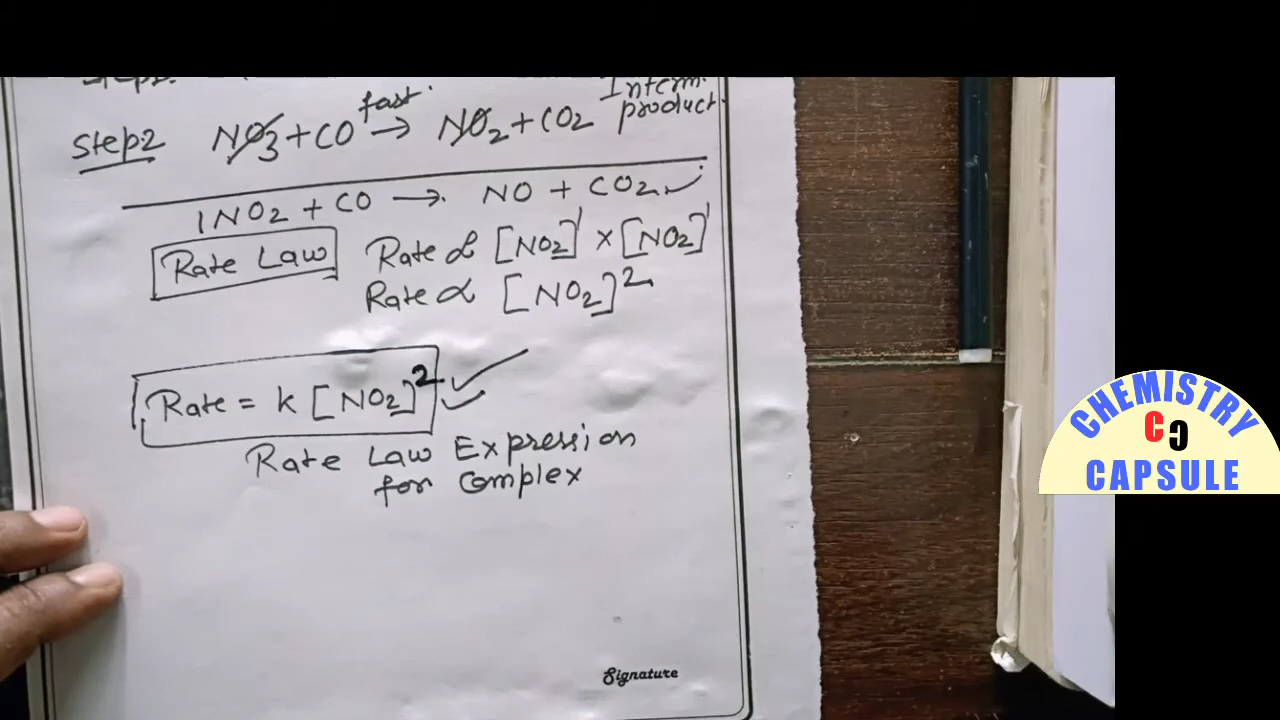 fast. Interm.
Step2 NO3 + CO → NO2 + CO2 product.
1NO2 + CO → NO + CO2
Rate Law Rate ∝ [NO2]¹ × [NO2]¹
Rate ∝ [NO2]²
Rate = k [NO2]²
Rate Law Expression
for Complex
Signature
CHEMISTRY
CC
CAPSULE